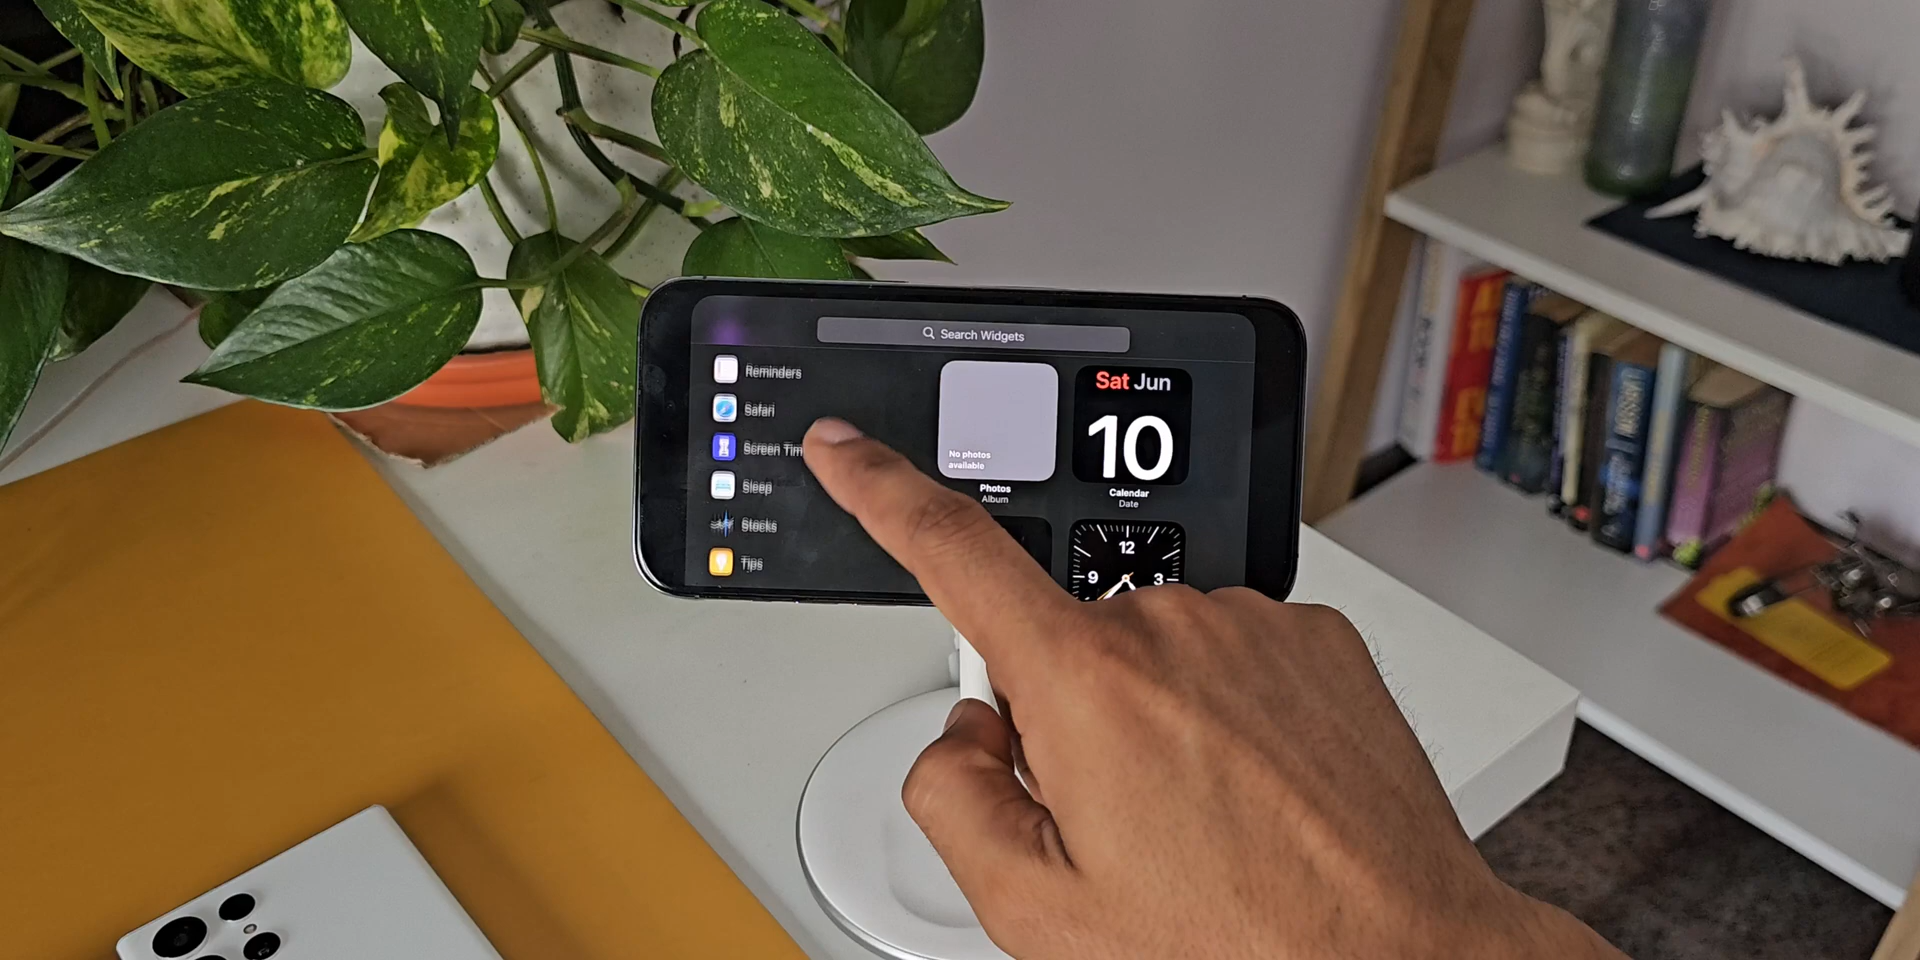 Search Widgets
Reminders
Safari
Screen Tim
Sleep
Stocks
Tips
No photos
available
Photos
Album
Sat Jun
10
Calendar
Date
12
9
3